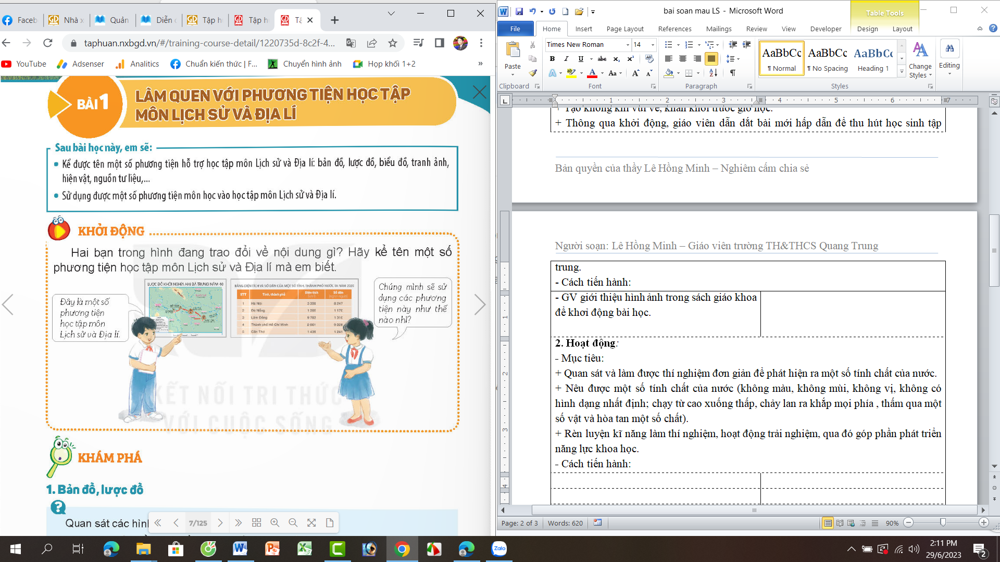 Faceb
Nhà x
Quản
Diễn
Tập h
Tập h
Tậ
taphuan.nxbgd.vn/#/training-course-detail/1220735d-8c2f-4...
YouTube
Adsenser
Analitics
Chuẩn kiến thức | F...
Chuyển hình ảnh
Họp khối 1+2
»
BÀI 1
LÀM QUEN VỚI PHƯƠNG TIỆN HỌC TẬP
MÔN LỊCH SỬ VÀ ĐỊA LÍ
Sau bài học này, em sẽ:
• Kể được tên một số phương tiện hỗ trợ học tập môn Lịch sử và Địa lí: bản đồ, lược đồ, biểu đồ, tranh ảnh,
hiện vật, nguồn tư liệu,...
• Sử dụng được một số phương tiện môn học vào học tập môn Lịch sử và Địa lí.
KHỞI ĐỘNG
Hai bạn trong hình đang trao đổi về nội dung gì? Hãy kể tên một số
phương tiện học tập môn Lịch sử và Địa lí mà em biết.
LƯỢC ĐỒ KHỞI NGHĨA HAI BÀ TRƯNG NĂM 40
BẢNG DIỆN TÍCH VÀ SỐ DÂN CỦA MỘT SỐ TỈNH, THÀNH PHỐ NƯỚC TA NĂM 2020
STT Tỉnh, thành phố Diện tích Số dân
1 Hà Nội 3 359 8 247
2 Đà Nẵng 1 285 1 170
3 Lâm Đồng 9 783 1 310
4 Thành phố Hồ Chí Minh 2 061 9 228
5 Cần Thơ 1 439 1 241
Đây là một số
phương tiện
học tập môn
Lịch sử và Địa lí.
Chúng mình sẽ sử
dụng các phương
tiện này như thế
nào nhỉ?
KẾT NỐI TRI THỨC
VỚI CUỘC SỐNG
KHÁM PHÁ
1. Bản đồ, lược đồ
?
Quan sát các hìn
7/125
bai soan mau LS - Microsoft Word
Table Tools
File Home Insert Page Layout References Mailings Review View Developer Design Layout
Paste
Times New Roman 14
AaBbCc AaBbCc AaBbCc
¶ Normal ¶ No Spacing Heading 1
Change
Styles
Editing
Clipboard Font Paragraph Styles
1 2 3 4 5 6 7
+ Tạo không khí vui vẻ, khấn khởi trước giờ học.
+ Thông qua khởi động, giáo viên dẫn dắt bài mới hấp dẫn để thu hút học sinh tập
Bản quyền của thầy Lê Hồng Minh – Nghiêm cấm chia sẻ
Người soạn: Lê Hồng Minh – Giáo viên trường TH&THCS Quang Trung
trung.
- Cách tiến hành:
- GV giới thiệu hình ảnh trong sách giáo khoa
để khơi động bài học.
2. Hoạt động:
- Mục tiêu:
+ Quan sát và làm được thí nghiệm đơn giản để phát hiện ra một số tính chất của nước.
+ Nêu được một số tính chất của nước (không màu, không mùi, không vị, không có
hình dạng nhất định; chạy từ cao xuống thấp, chảy lan ra khắp mọi phía , thấm qua một
số vật và hòa tan một số chất).
+ Rèn luyện kĩ năng làm thí nghiệm, hoạt động trải nghiệm, qua đó góp phần phát triển
năng lực khoa học.
- Cách tiến hành:
Page: 2 of 3 Words: 620 90%
Zalo
2:11 PM
29/6/2023
2